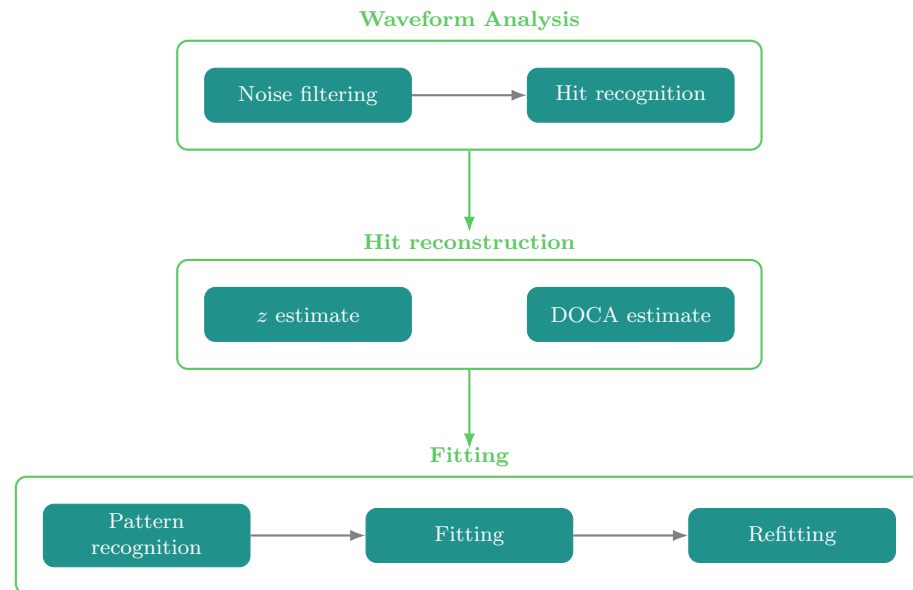 Waveform Analysis
Noise filtering
Hit recognition
Hit reconstruction
z estimate
DOCA estimate
Fitting
Pattern
recognition
Fitting
Refitting